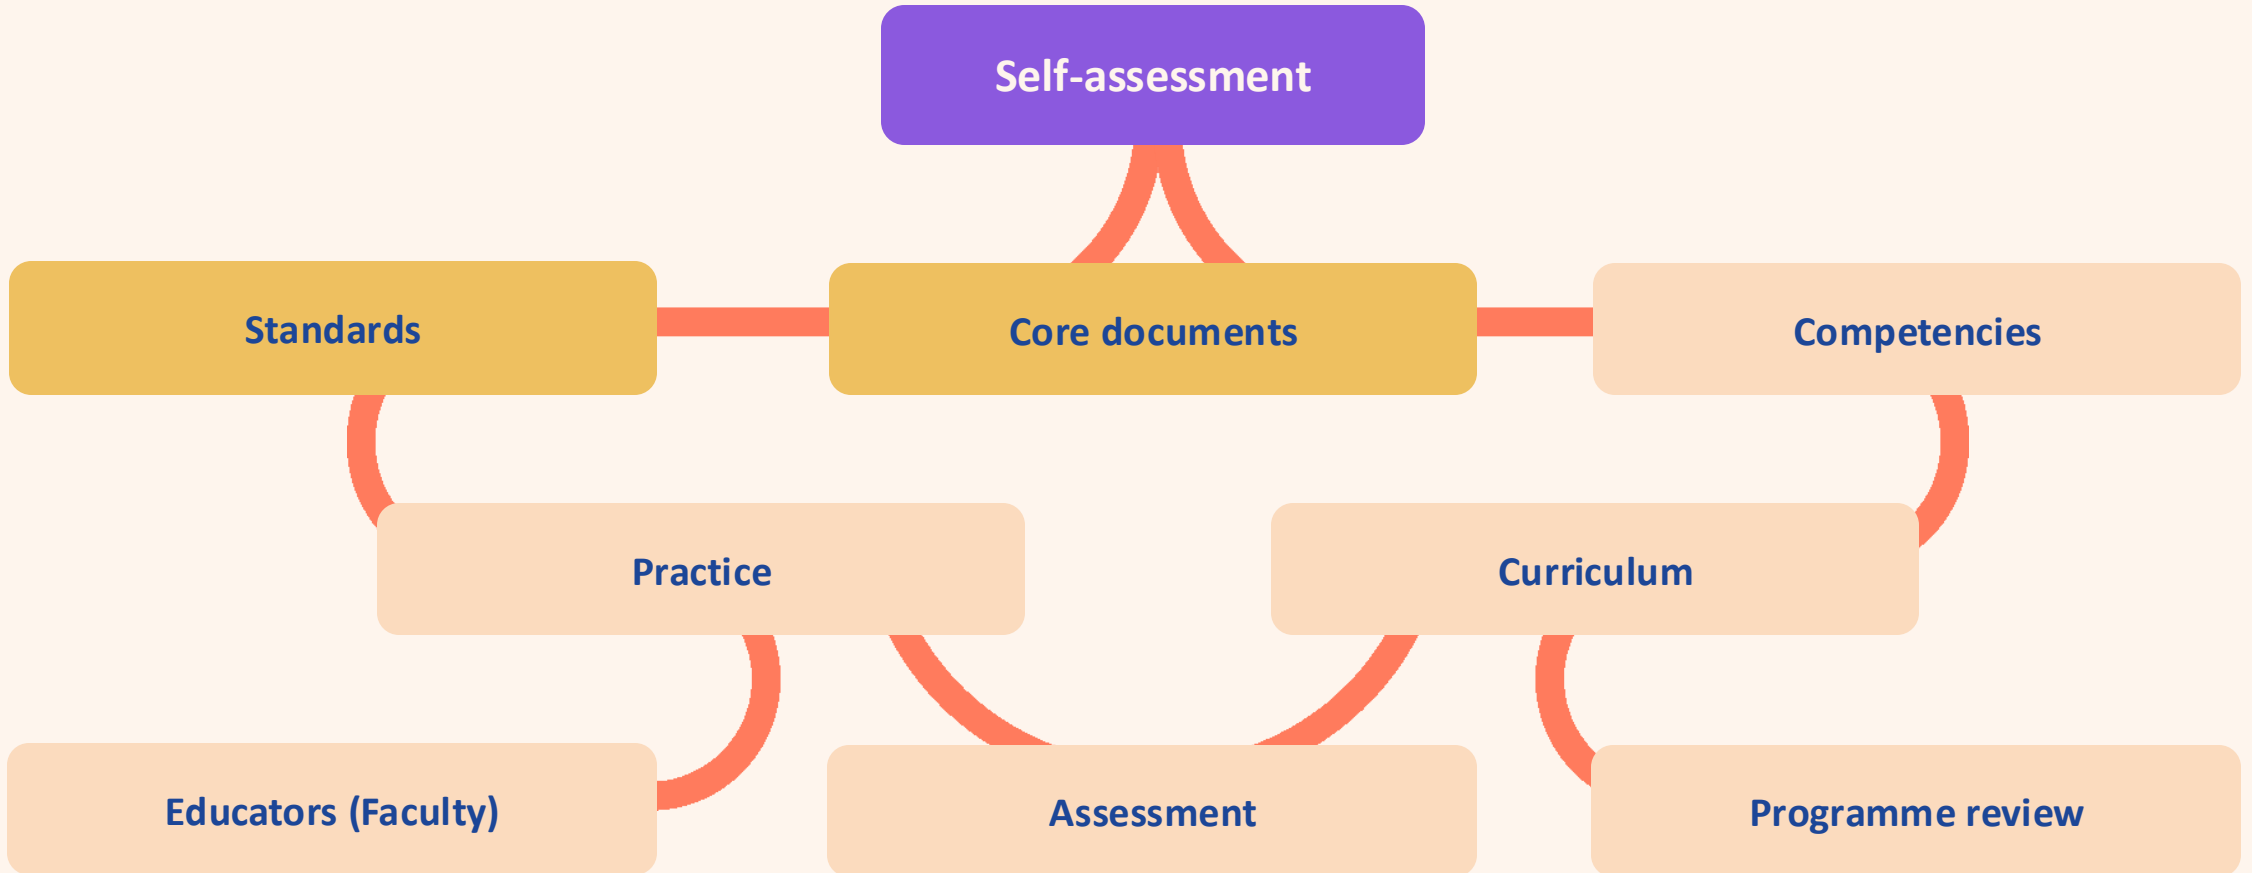 Self-assessment
Standards
Core documents
Competencies
Practice
Curriculum
Educators (Faculty)
Assessment
Programme review